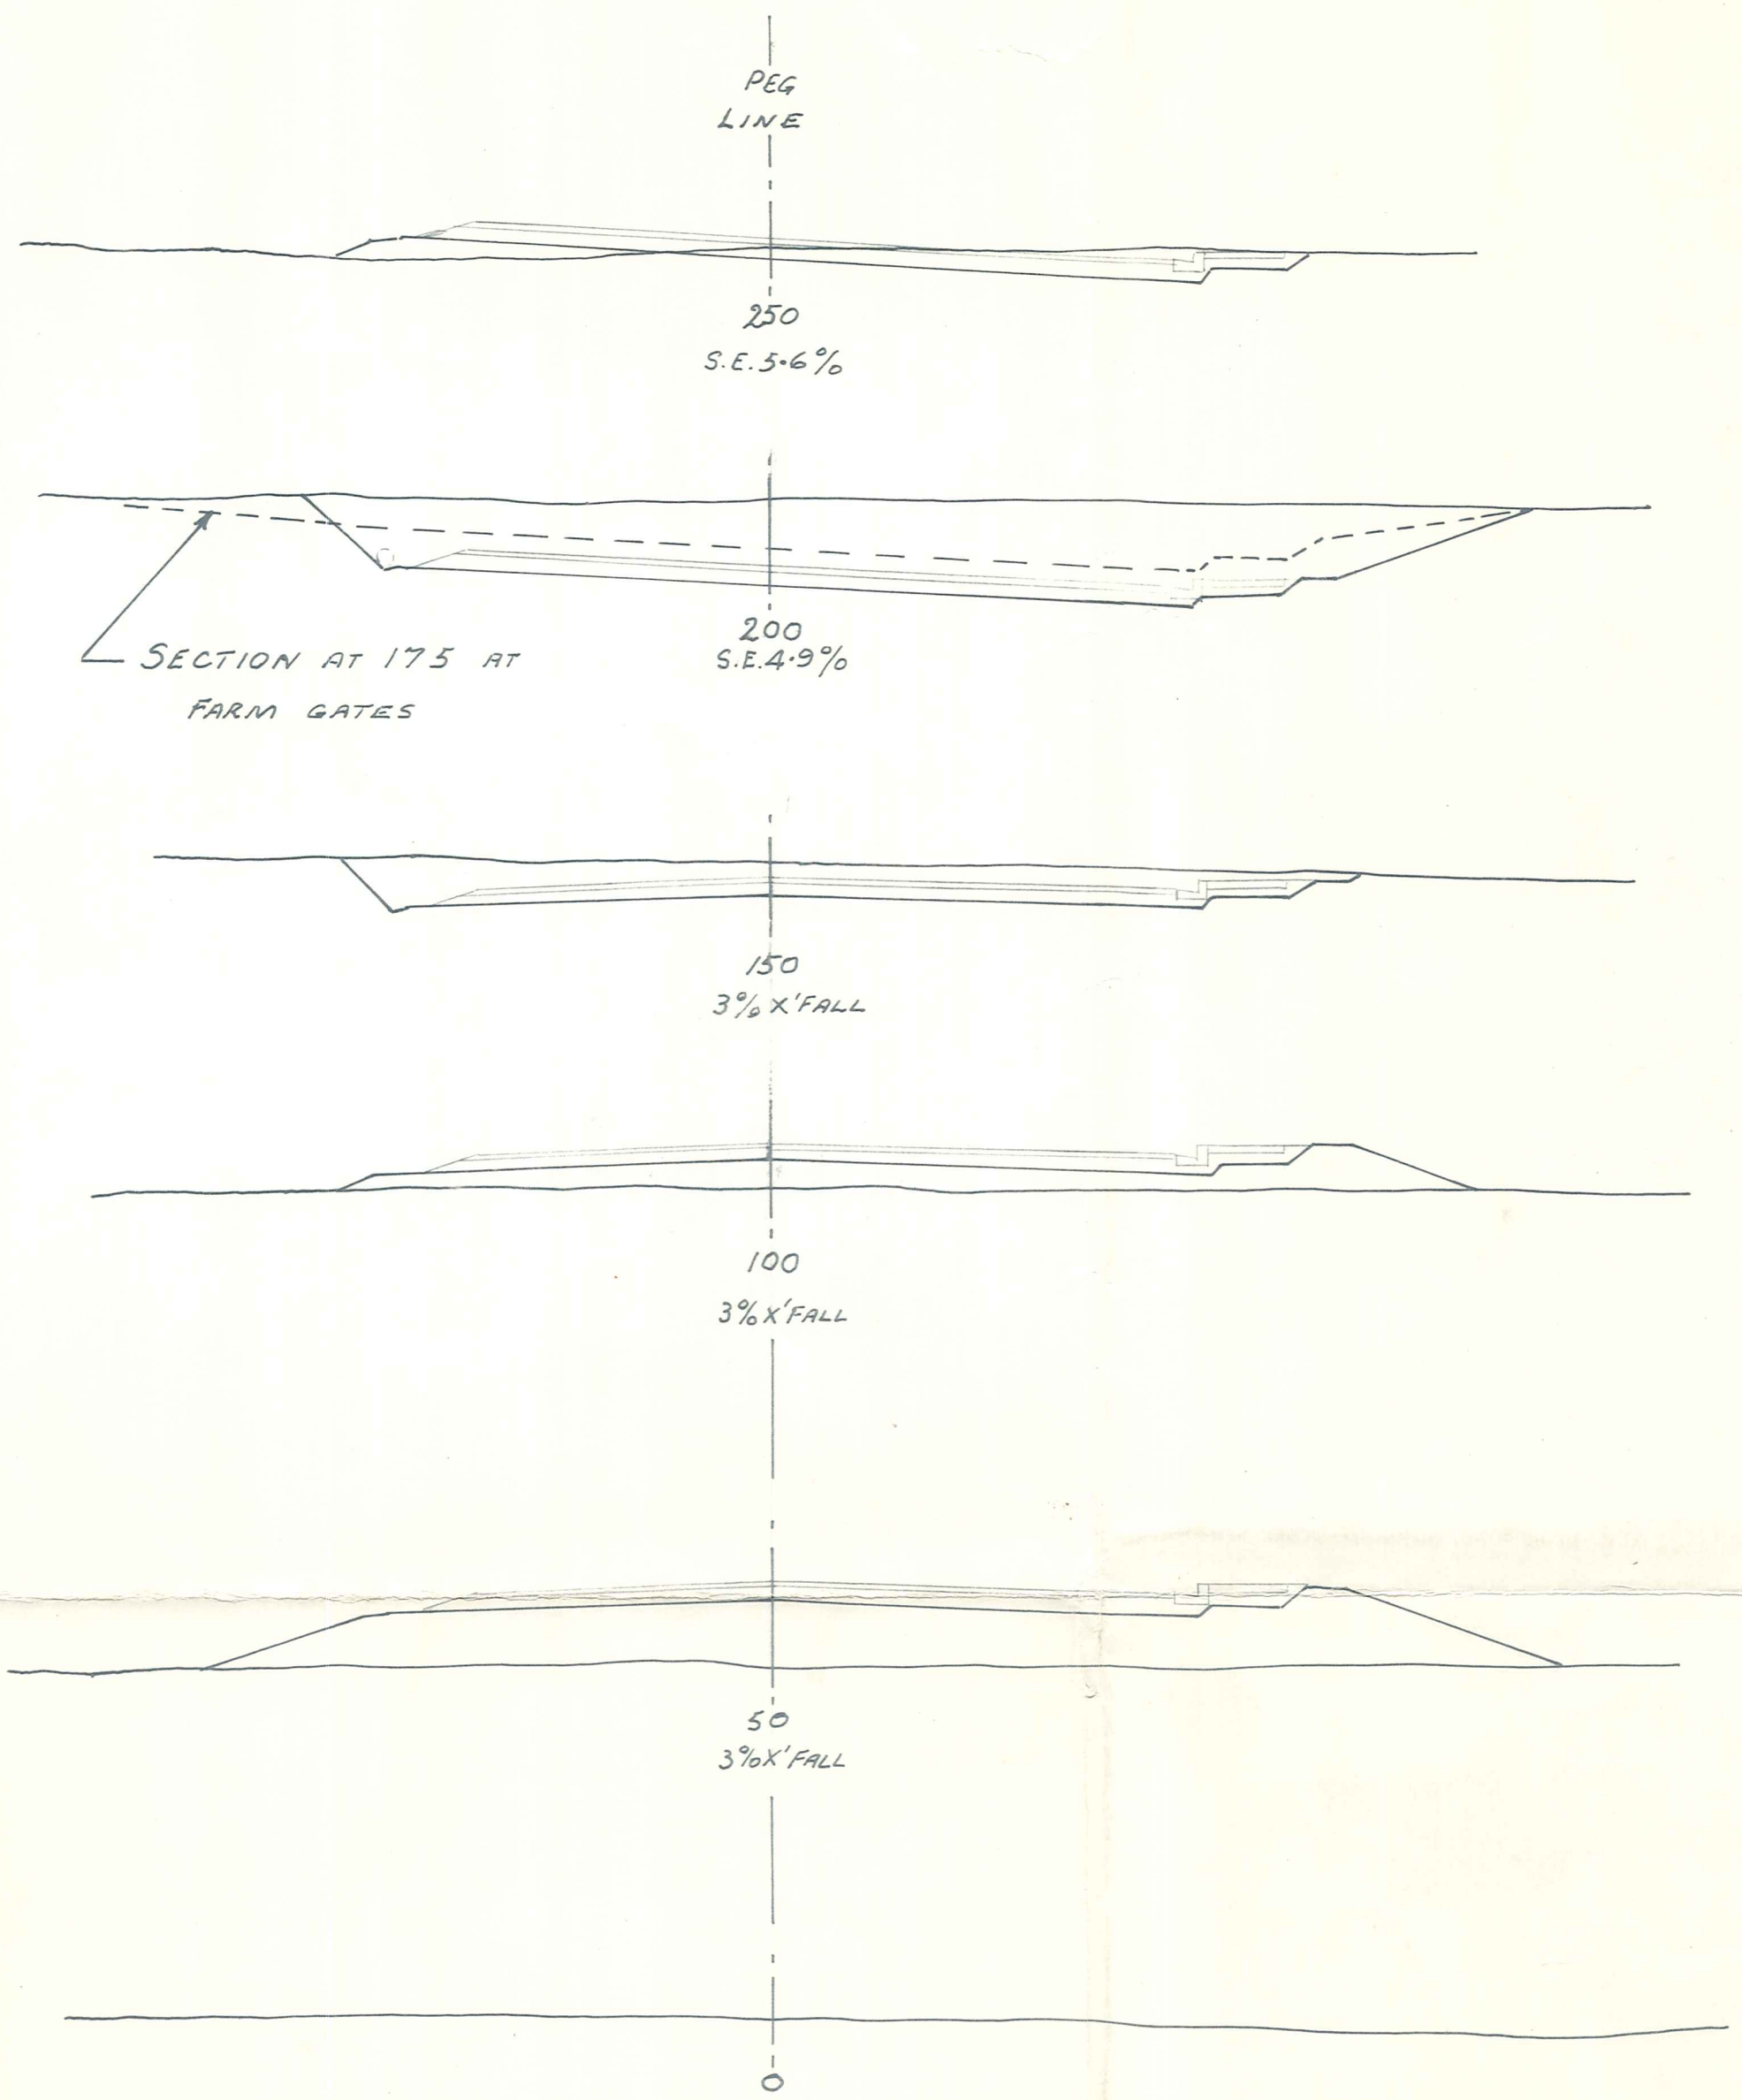 PEG
LINE
250
S.E. 5.6%
200
S.E. 4.9%
SECTION AT 175 AT
FARM GATES
150
3% X'FALL
100
3% X'FALL
50
3% X'FALL
0